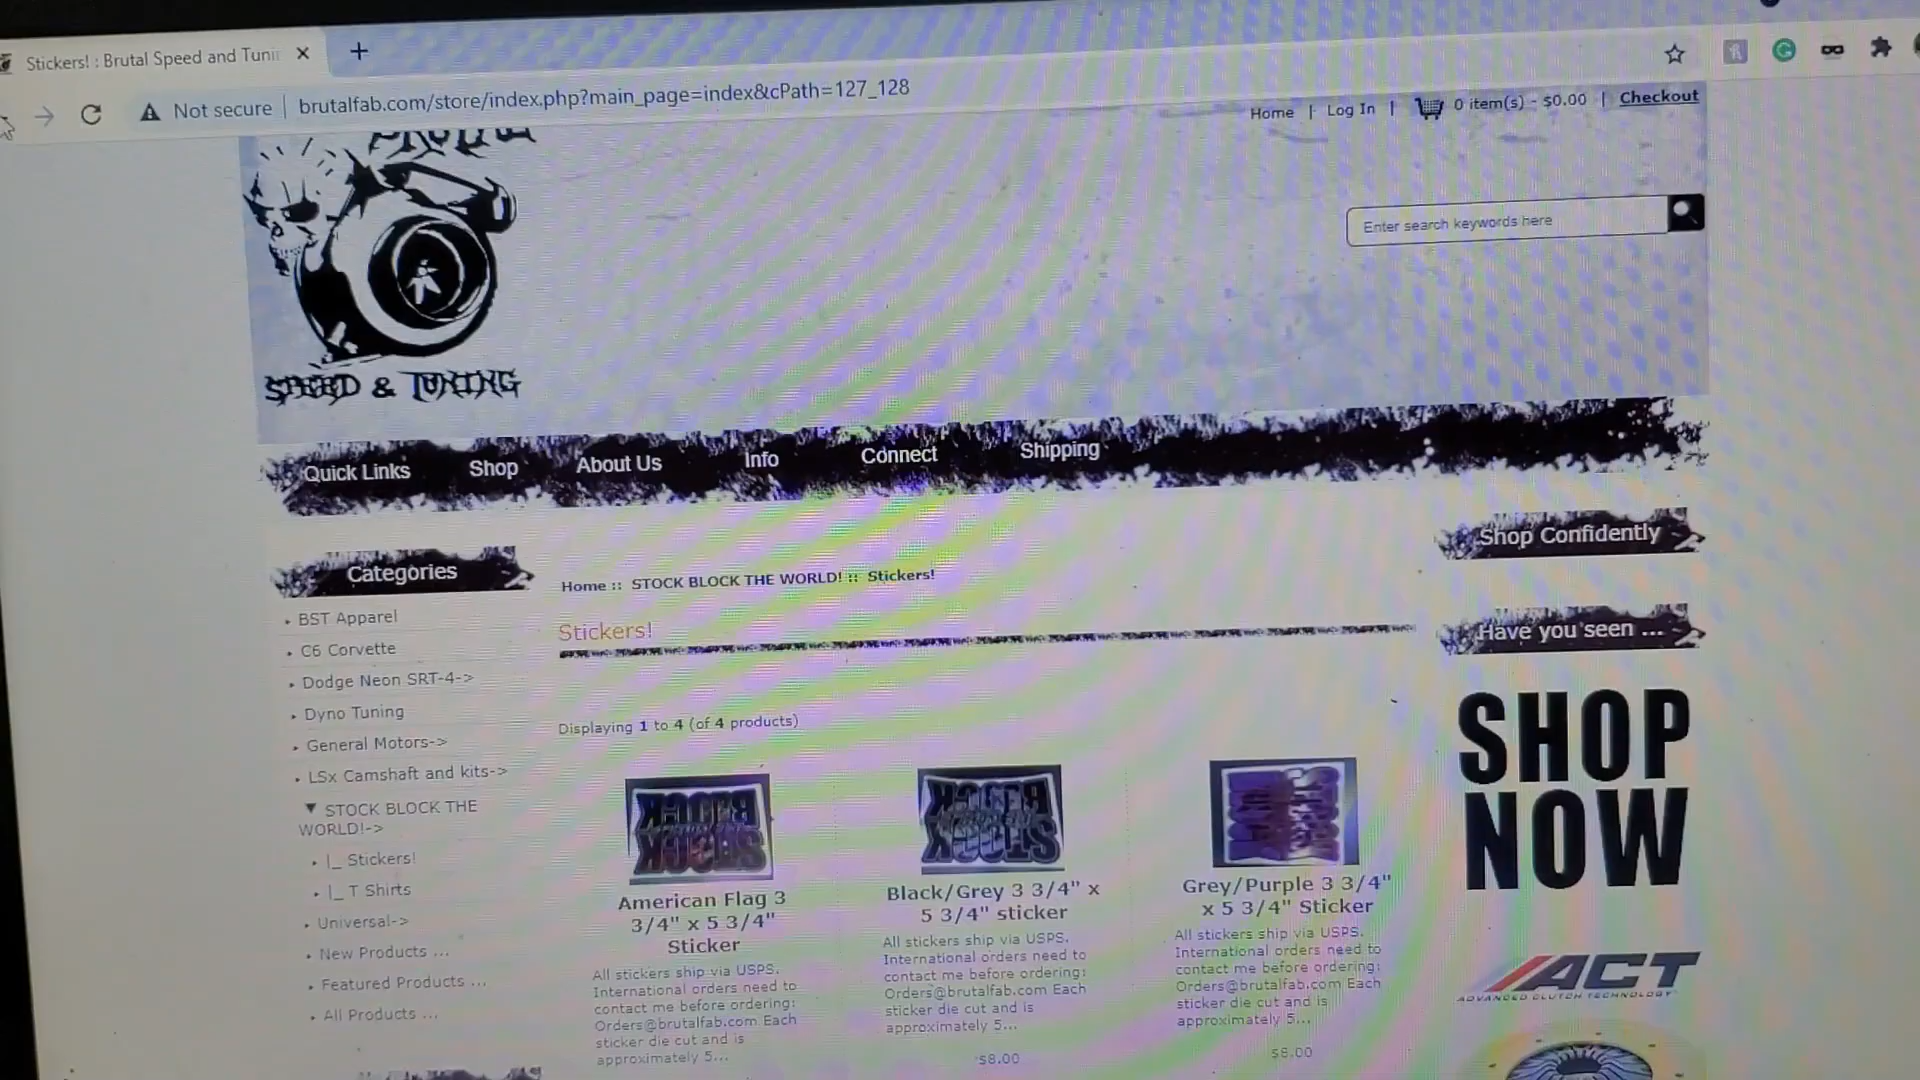 Stickers! : Brutal Speed and Tunin
Not secure
brutalfab.com/store/index.php?main_page=index&cPath=127_128
Home | Log In | 0 item(s) - $0.00 | Checkout
Enter search keywords here
SPEED & TUNING
Quick Links Shop About Us Info Connect Shipping
Categories
BST Apparel
C6 Corvette
Dodge Neon SRT-4->
Dyno Tuning
General Motors->
LSx Camshaft and kits->
STOCK BLOCK THE
WORLD!->
|_ Stickers!
|_ T Shirts
Universal->
New Products ...
Featured Products ...
All Products ...
Home :: STOCK BLOCK THE WORLD! :: Stickers!
Stickers!
Displaying 1 to 4 (of 4 products)
American Flag 3
3/4" x 5 3/4"
Sticker
All stickers ship via USPS.
International orders need to
contact me before ordering:
Orders@brutalfab.com Each
sticker die cut and is
approximately 5...
BLOCK
STOCK
Black/Grey 3 3/4" x
5 3/4" sticker
All stickers ship via USPS.
International orders need to
contact me before ordering:
Orders@brutalfab.com Each
sticker die cut and is
approximately 5...
$8.00
Grey/Purple 3 3/4"
x 5 3/4" Sticker
All stickers ship via USPS.
International orders need to
contact me before ordering:
Orders@brutalfab.com Each
sticker die cut and is
approximately 5...
$8.00
Shop Confidently
Have you seen ...
SHOP
NOW
ACT
ADVANCED CLUTCH TECHNOLOGY